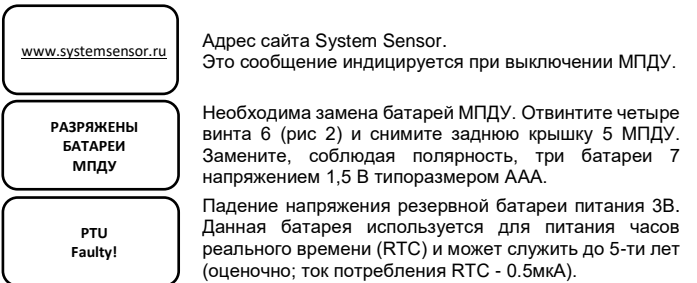 www.systemsensor.ru
Адрес сайта System Sensor.
Это сообщение индицируется при выключении МПДУ.
РАЗРЯЖЕНЫ
БАТАРЕИ
МПДУ
Необходима замена батарей МПДУ. Отвинтите четыре
винта 6 (рис 2) и снимите заднюю крышку 5 МПДУ.
Замените, соблюдая полярность, три батареи 7
напряжением 1,5 В типоразмером ААА.
PTU
Faulty!
Падение напряжения резервной батареи питания 3В.
Данная батарея используется для питания часов
реального времени (RTC) и может служить до 5-ти лет
(оценочно; ток потребления RTC - 0.5мкА).